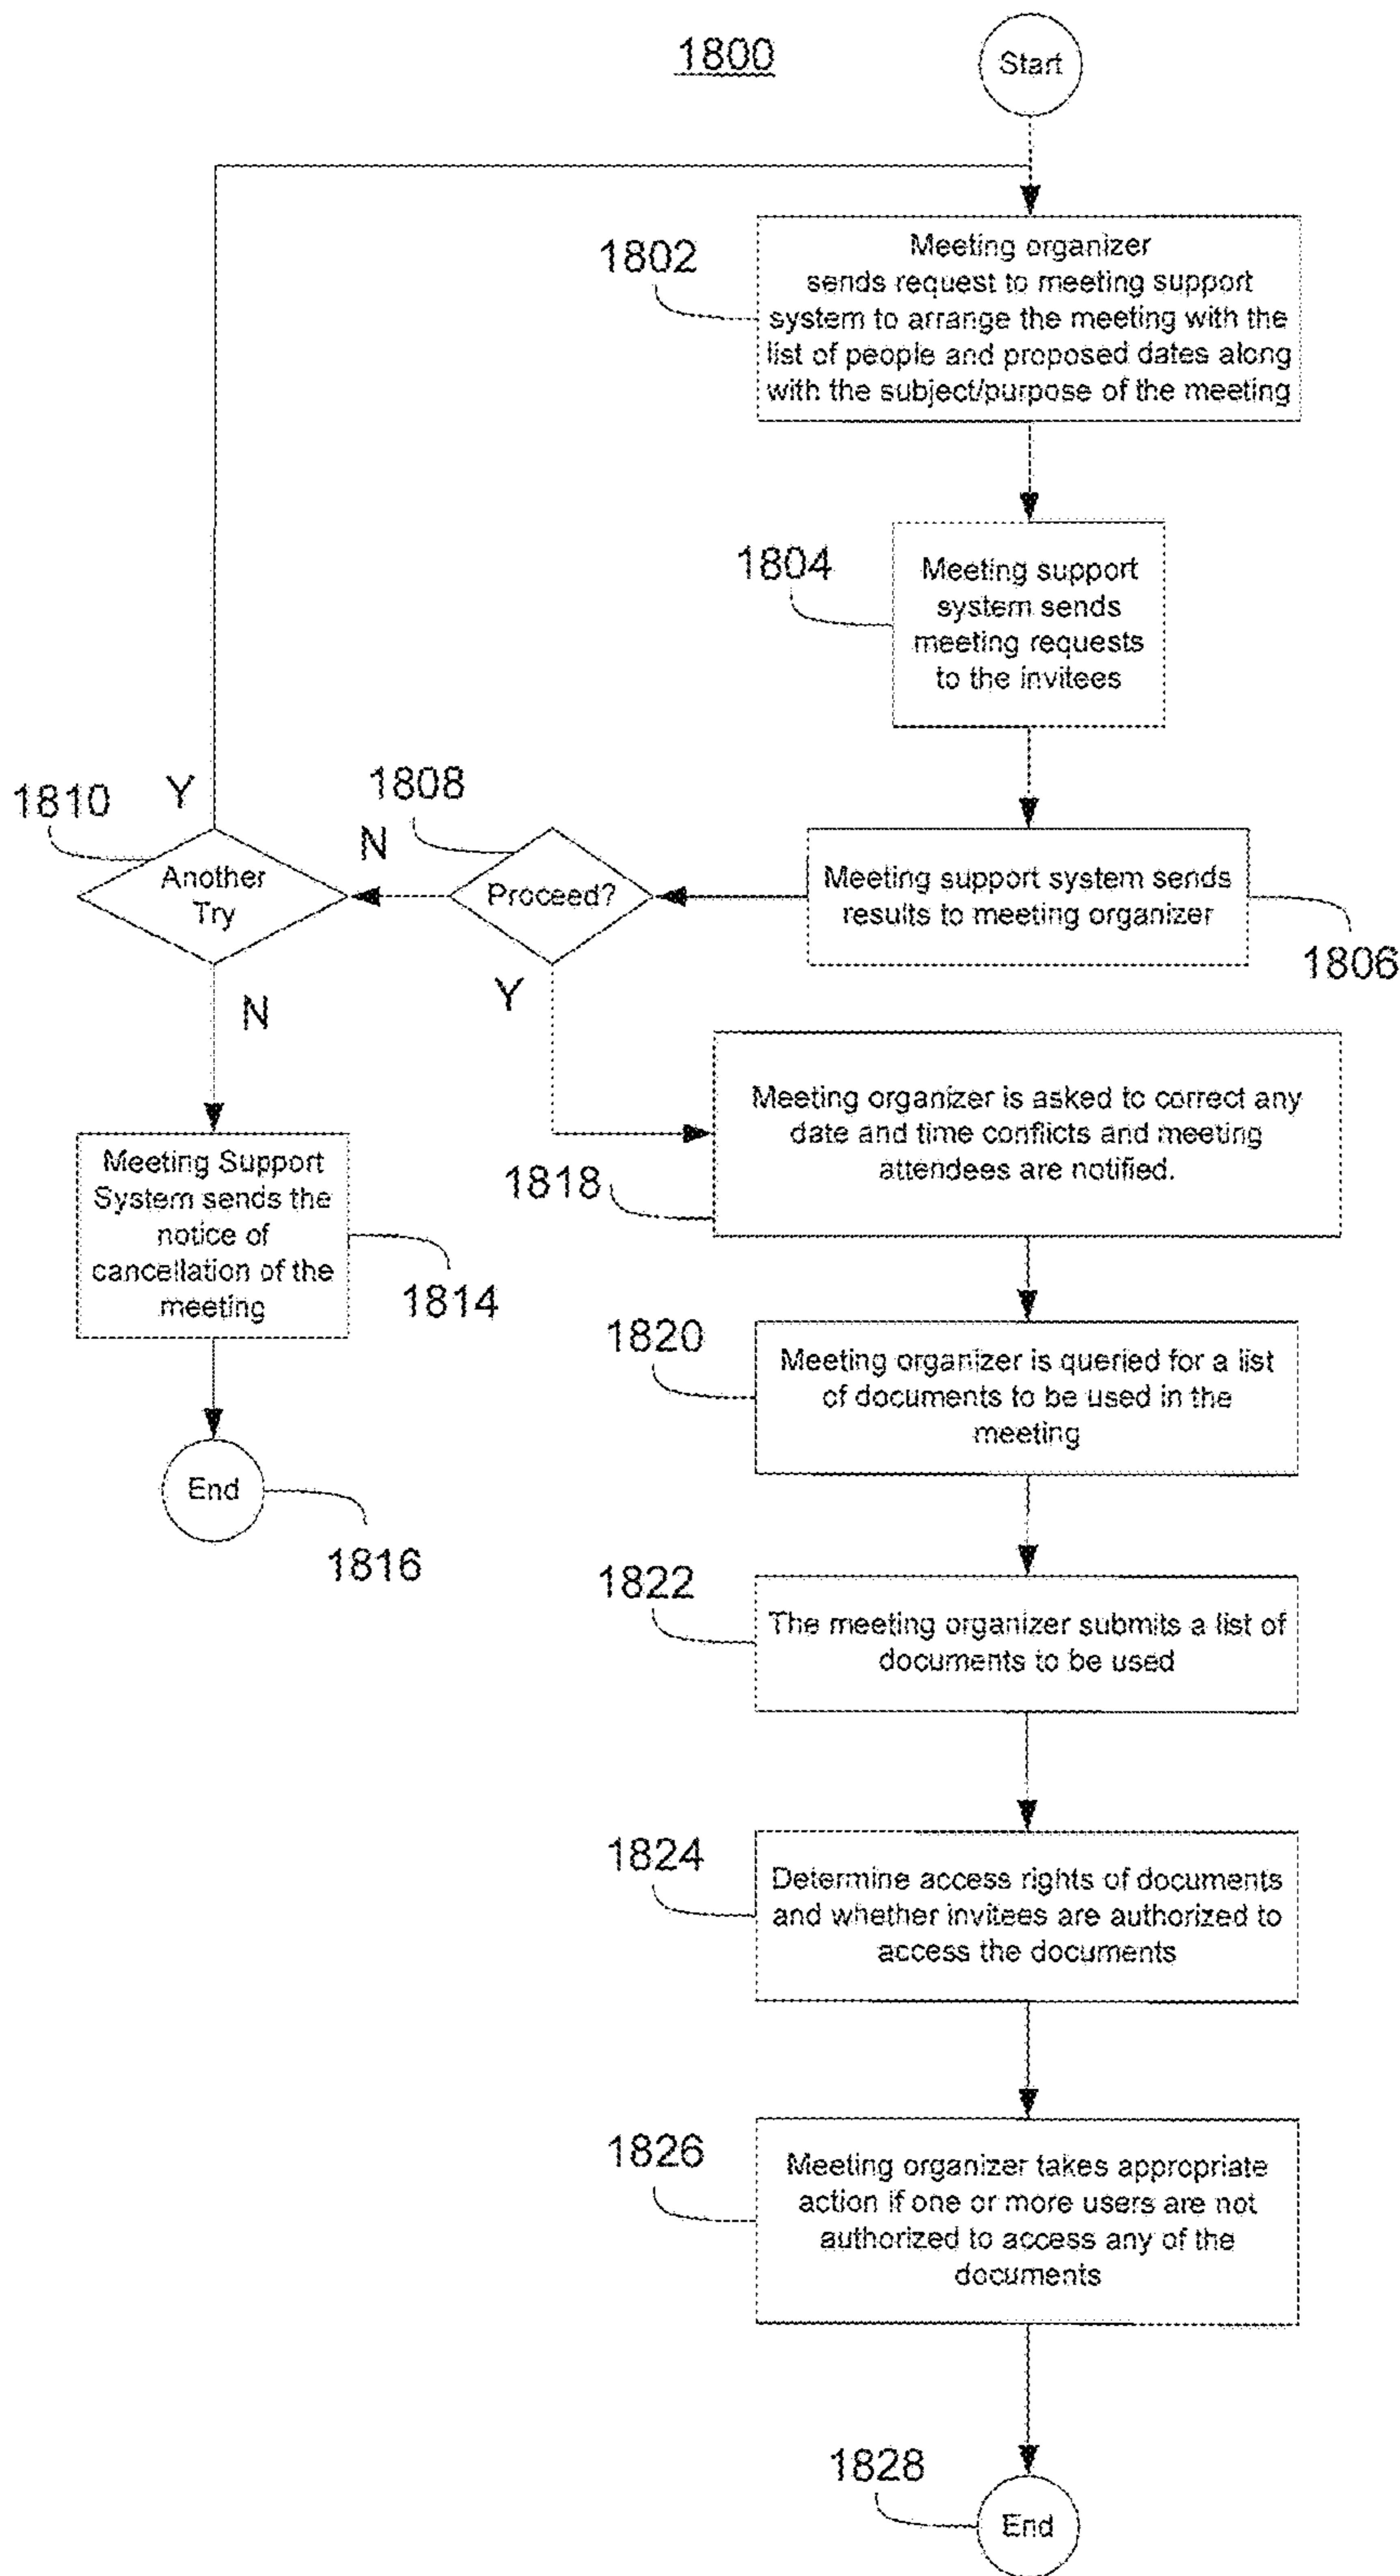 1800
Start
1802
Meeting organizer
sends request to meeting support
system to arrange the meeting with the
list of people and proposed dates along
with the subject/purpose of the meeting
1804
Meeting support
system sends
meeting requests
to the invitees
1810
Y
Another
Try
N
1808
N
Proceed?
Y
Meeting support system sends
results to meeting organizer
1806
Meeting organizer is asked to correct any
date and time conflicts and meeting
attendees are notified.
1818
Meeting Support
System sends the
notice of
cancellation of the
meeting
1814
End
1816
1820
Meeting organizer is queried for a list
of documents to be used in the
meeting
1822
The meeting organizer submits a list of
documents to be used
1824
Determine access rights of documents
and whether invitees are authorized to
access the documents
1826
Meeting organizer takes appropriate
action if one or more users are not
authorized to access any of the
documents
1828
End